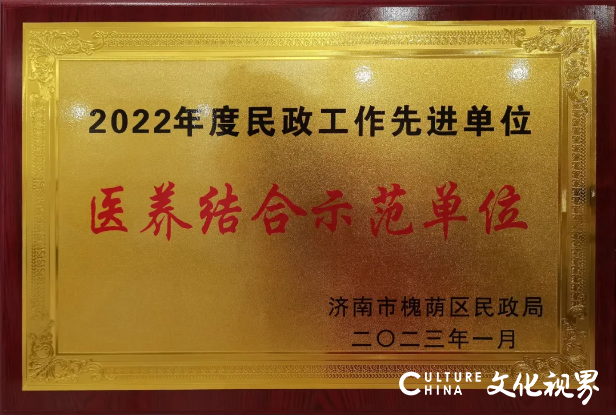 2022年度民政工作先进单位
医养结合示范单位
济南市槐荫区民政局
二〇二三年一月
CULTURE CHINA 文化视界